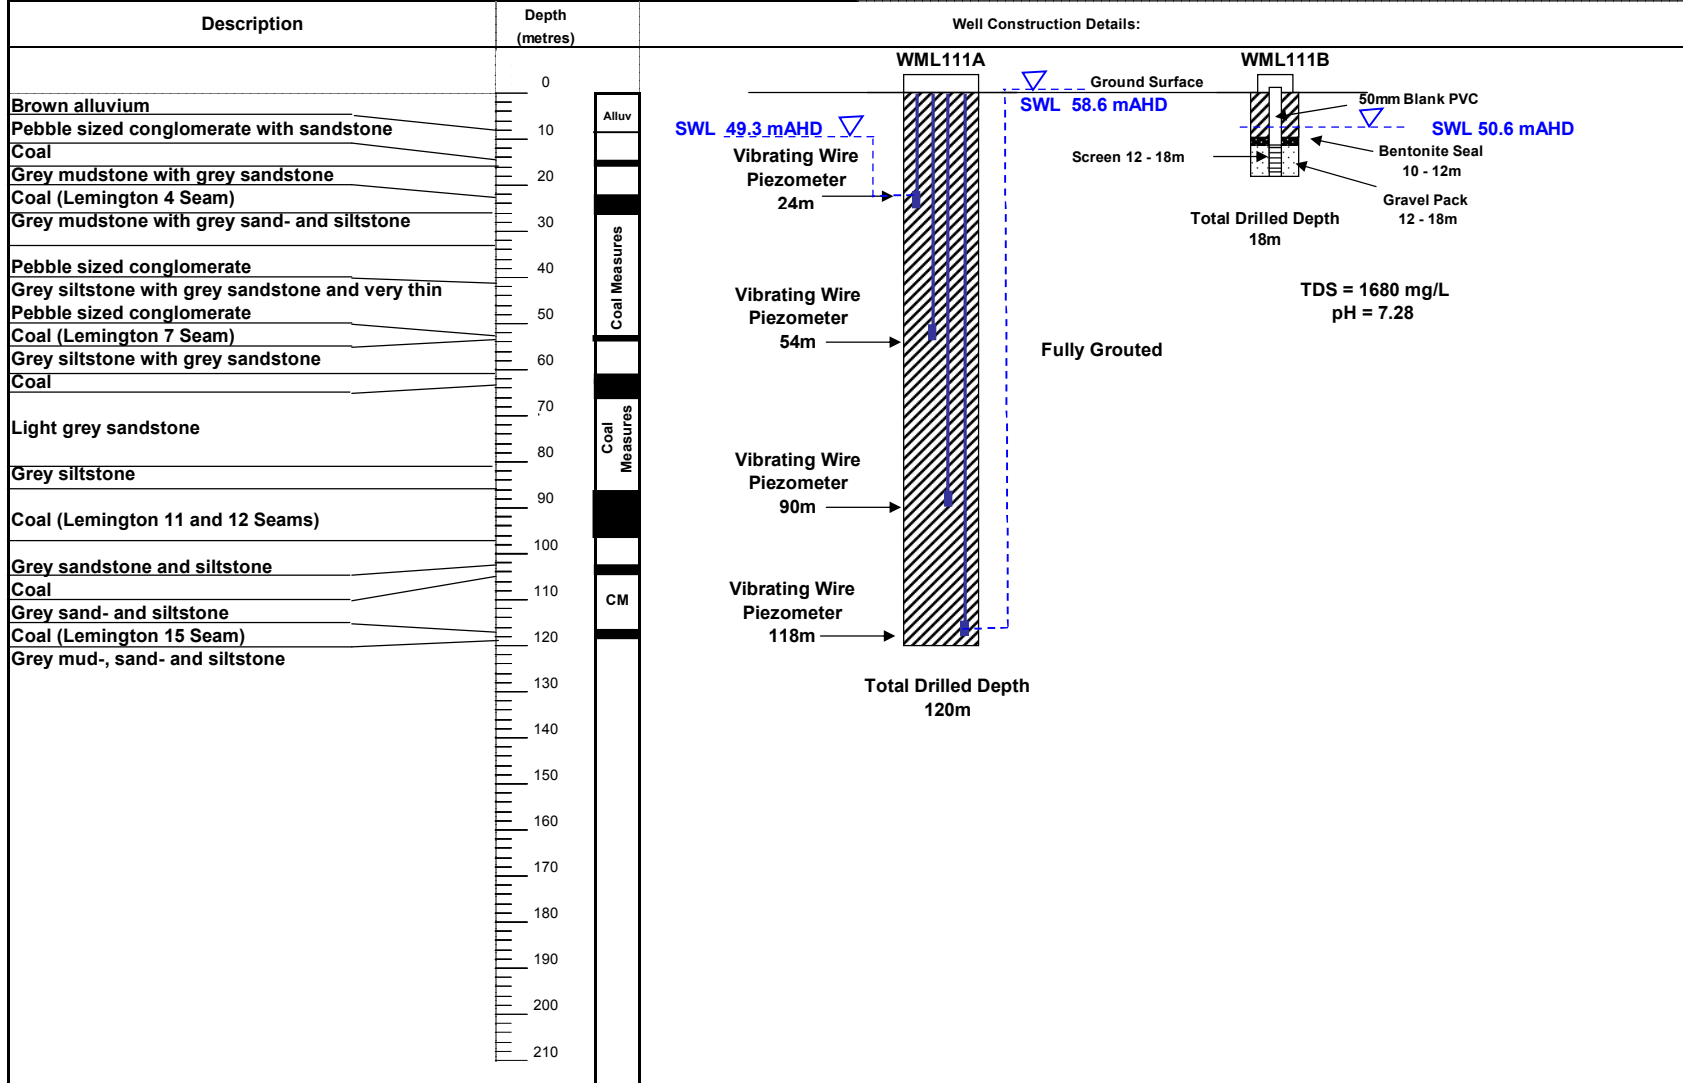 Description
Depth
(metres)
Well Construction Details:
WML111A
WML111B
0
Ground Surface
Brown alluvium
Alluv
SWL 58.6 mAHD
50mm Blank PVC
Pebble sized conglomerate with sandstone
10
SWL 49.3 mAHD
SWL 50.6 mAHD
Coal
Vibrating Wire
Piezometer
24m
Screen 12 - 18m
Bentonite Seal
10 - 12m
Grey mudstone with grey sandstone
20
Coal (Lemington 4 Seam)
Gravel Pack
12 - 18m
Grey mudstone with grey sand- and siltstone
30
Total Drilled Depth
18m
Coal Measures
Pebble sized conglomerate
40
Grey siltstone with grey sandstone and very thin
Vibrating Wire
Piezometer
54m
TDS = 1680 mg/L
pH = 7.28
Pebble sized conglomerate
50
Coal (Lemington 7 Seam)
Fully Grouted
Grey siltstone with grey sandstone
60
Coal
70
Light grey sandstone
Coal
Measures
80
Grey siltstone
Vibrating Wire
Piezometer
90m
90
Coal (Lemington 11 and 12 Seams)
100
Grey sandstone and siltstone
Coal
110
CM
Vibrating Wire
Piezometer
118m
Grey sand- and siltstone
Coal (Lemington 15 Seam)
120
Grey mud-, sand- and siltstone
130
Total Drilled Depth
120m
140
150
160
170
180
190
200
210